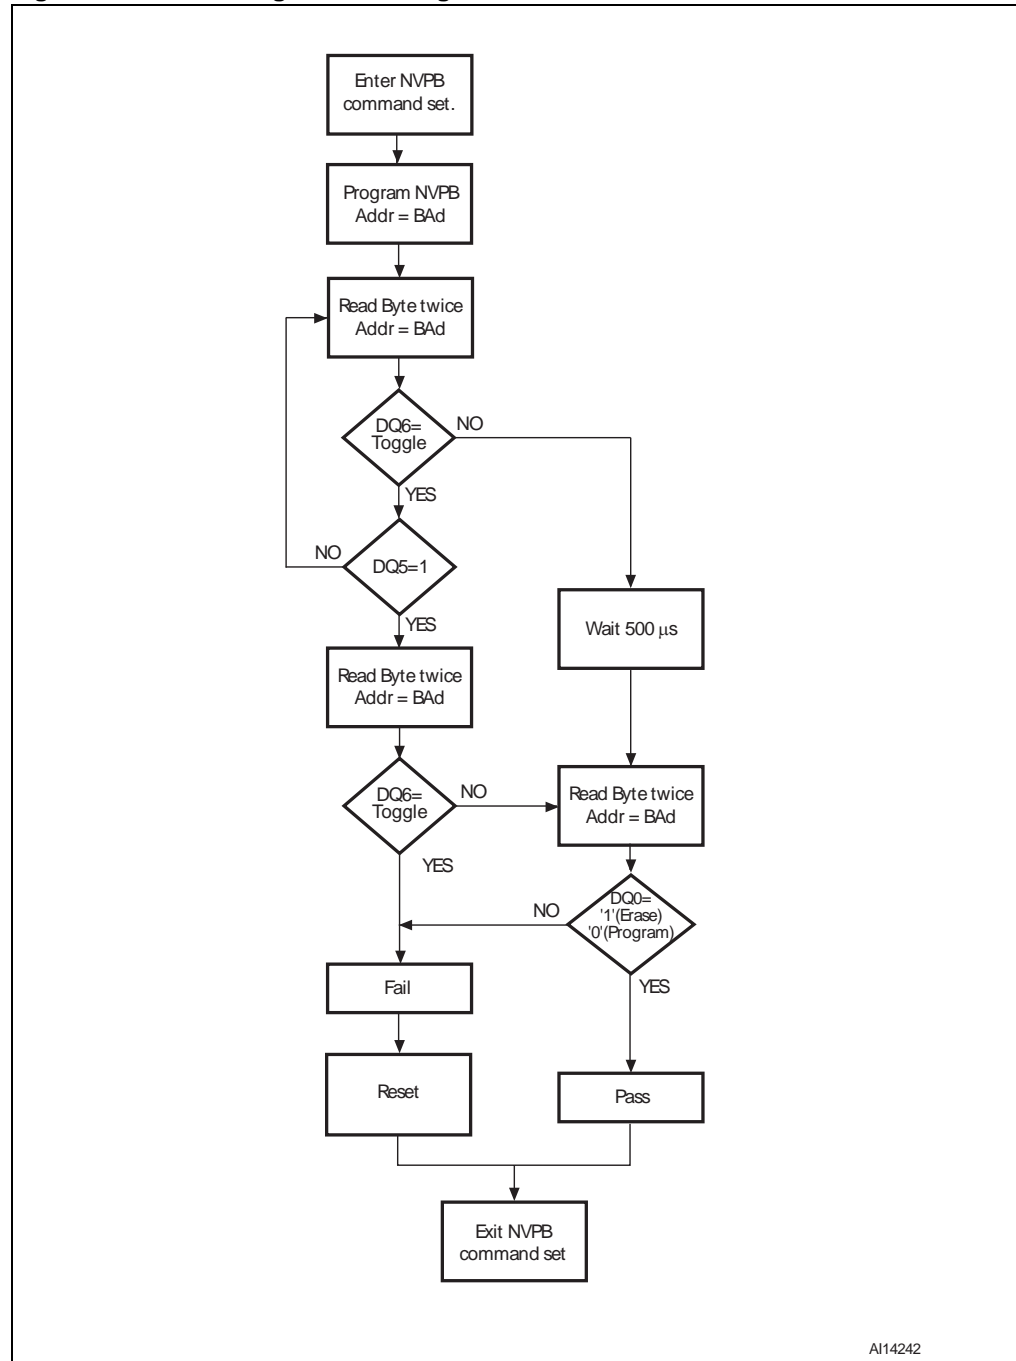 Enter NVPB
command set.
Program NVPB
Addr = BAd
Read Byte twice
Addr = BAd
DQ6=
Toggle
NO
YES
DQ5=1
NO
YES
Wait 500 µs
Read Byte twice
Addr = BAd
DQ6=
Toggle
NO
YES
Read Byte twice
Addr = BAd
DQ0=
'1'(Erase)
'0'(Program)
NO
YES
Fail
Reset
Pass
Exit NVPB
command set
AI14242